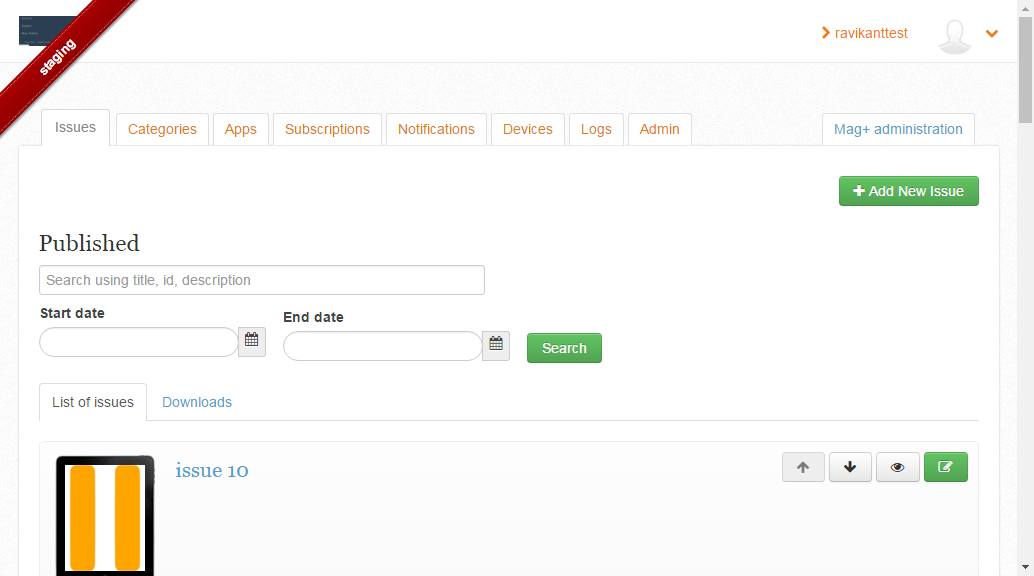 staging
ravikanttest
Issues
Categories
Apps
Subscriptions
Notifications
Devices
Logs
Admin
Mag+ administration
Add New Issue
Published
Search using title, id, description
Start date
End date
Search
List of issues
Downloads
issue 10